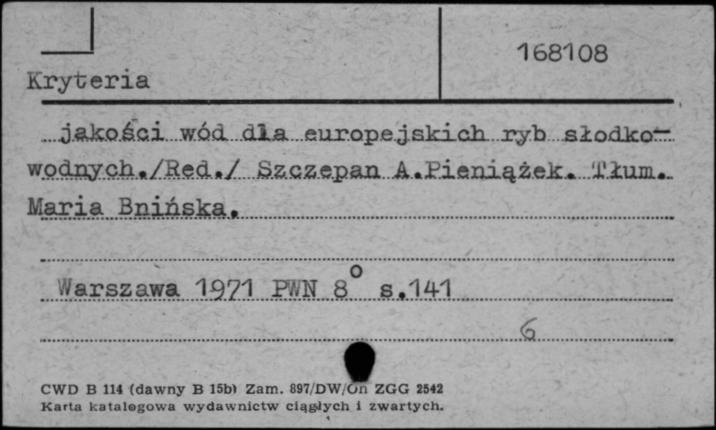 168108
Kryteria
jakości wód dla europejskich ryb słodko-
wodnych./Red./ Szczepan A.Pieniążek. Tłum.
Maria Bnińska.
Warszawa 1971 PWN 8° s.141
6
CWD B 114 (dawny B 15b) Zam. 897/DW/On ZGG 2542
Karta katalogowa wydawnictw ciągłych i zwartych.